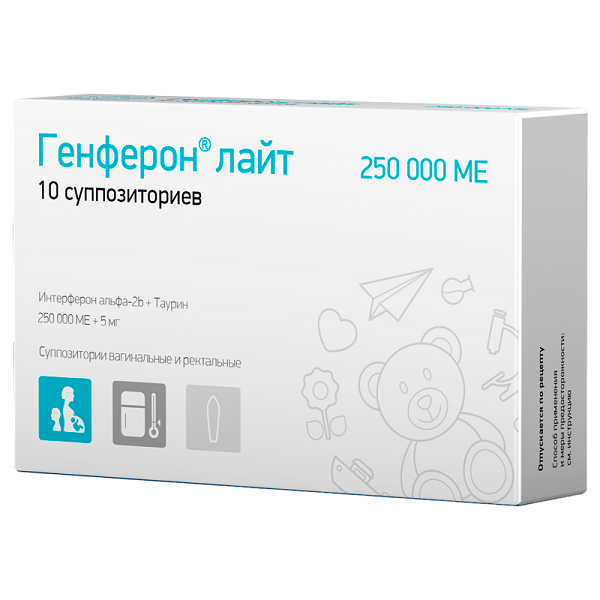 Генферон® лайт
250 000 МЕ
10 суппозиториев
Интерферон альфа-2b + Таурин
250 000 МЕ + 5 мг
Суппозитории вагинальные и ректальные
Отпускается по рецепту
Способ применения
и меры предосторожности:
см. инструкцию